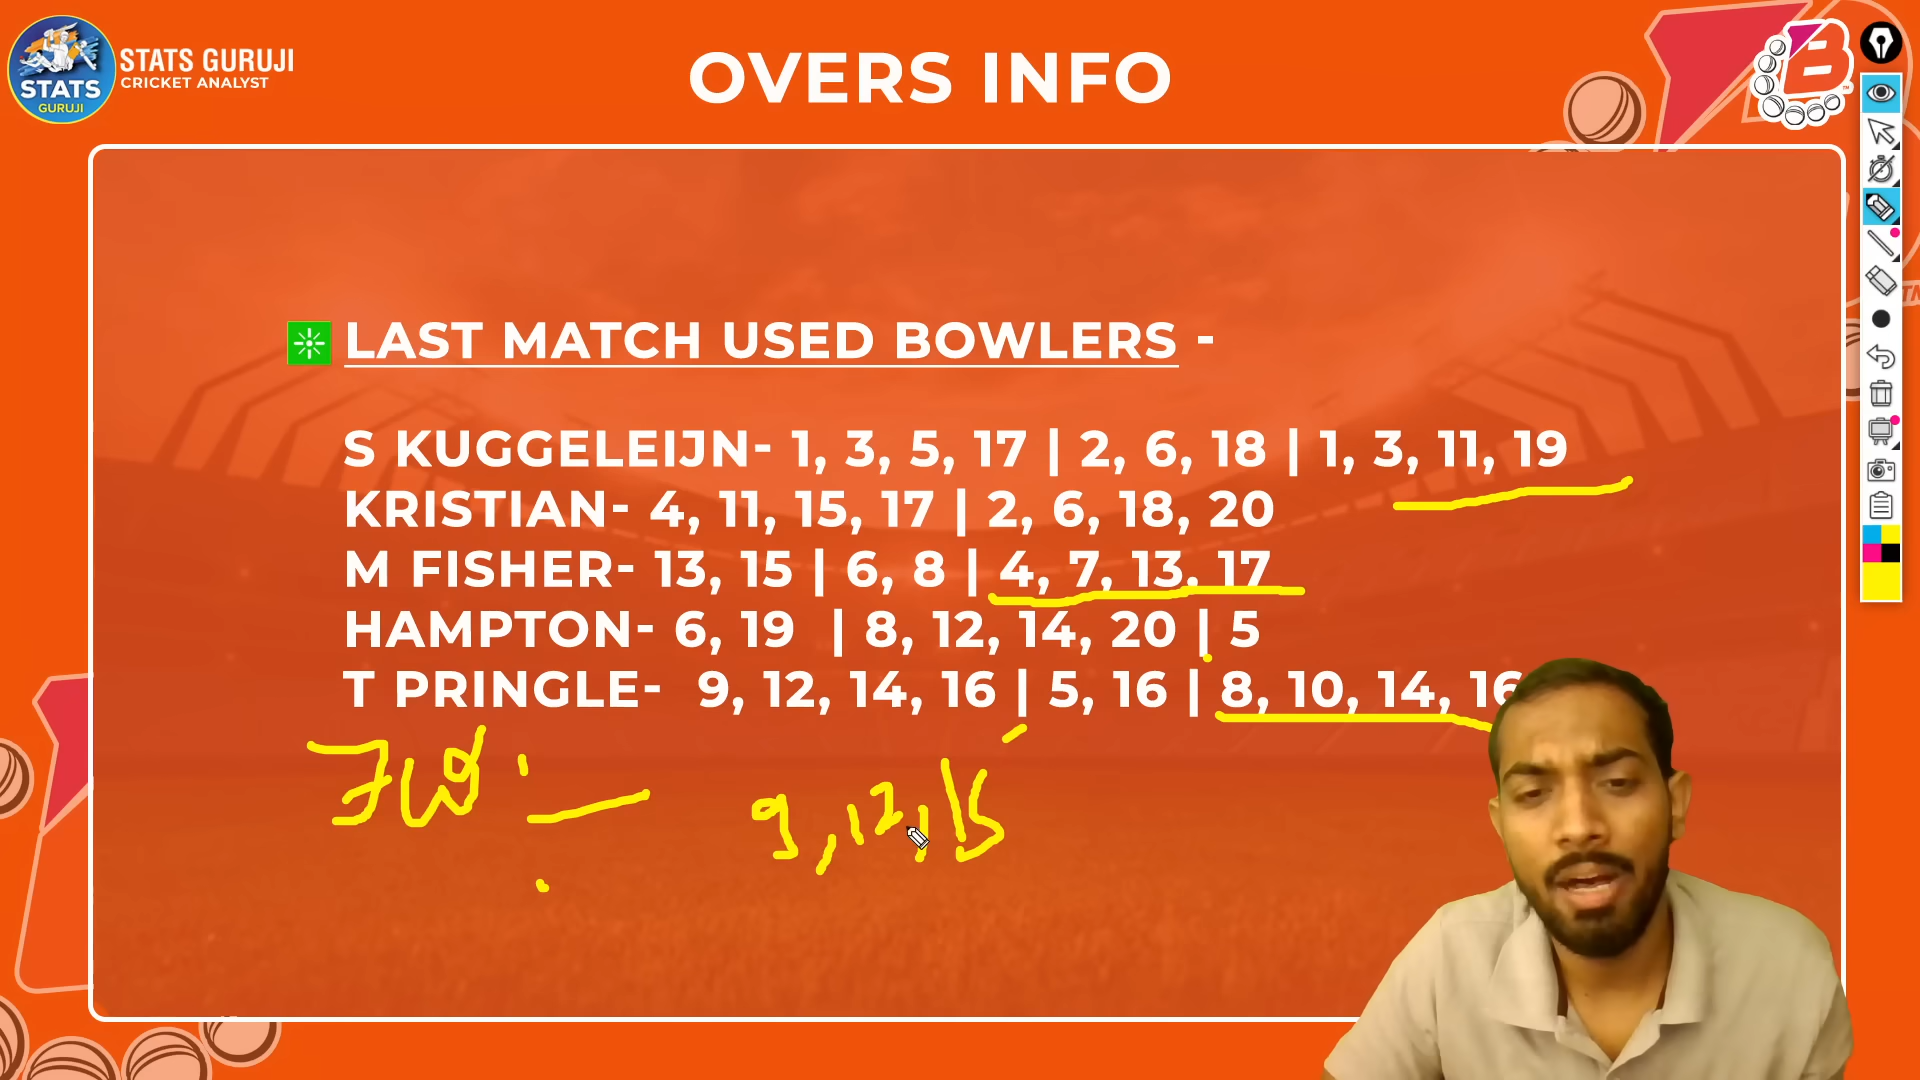 STATS GURUJI
CRICKET ANALYST
STATS
GURUJI
OVERS INFO
B
LAST MATCH USED BOWLERS -
S KUGGELEIJN- 1, 3, 5, 17 | 2, 6, 18 | 1, 3, 11, 19
KRISTIAN- 4, 11, 15, 17 | 2, 6, 18, 20
M FISHER- 13, 15 | 6, 8 | 4, 7, 13, 17
HAMPTON- 6, 19 | 8, 12, 14, 20 | 5
T PRINGLE- 9, 12, 14, 16 | 5, 16 | 8, 10, 14, 16
9, 12, 15